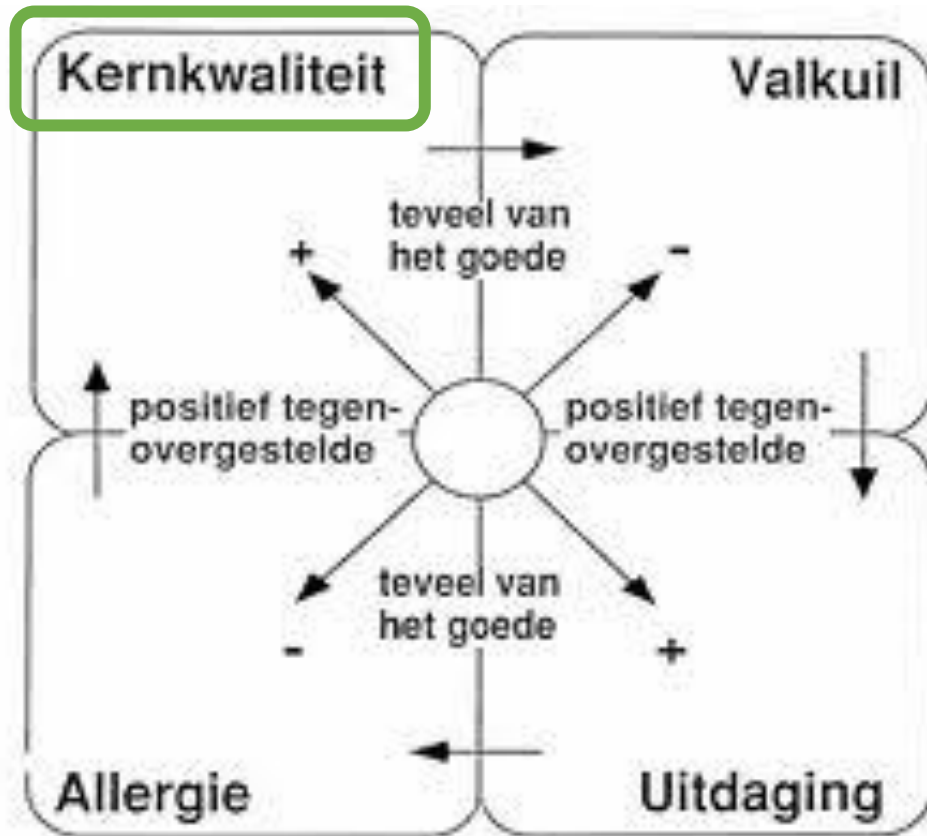 Kernkwaliteit
Valkuil
teveel van
het goede
+
-
positief tegen-
overgestelde
positief tegen-
overgestelde
teveel van
het goede
-
+
Allergie
Uitdaging